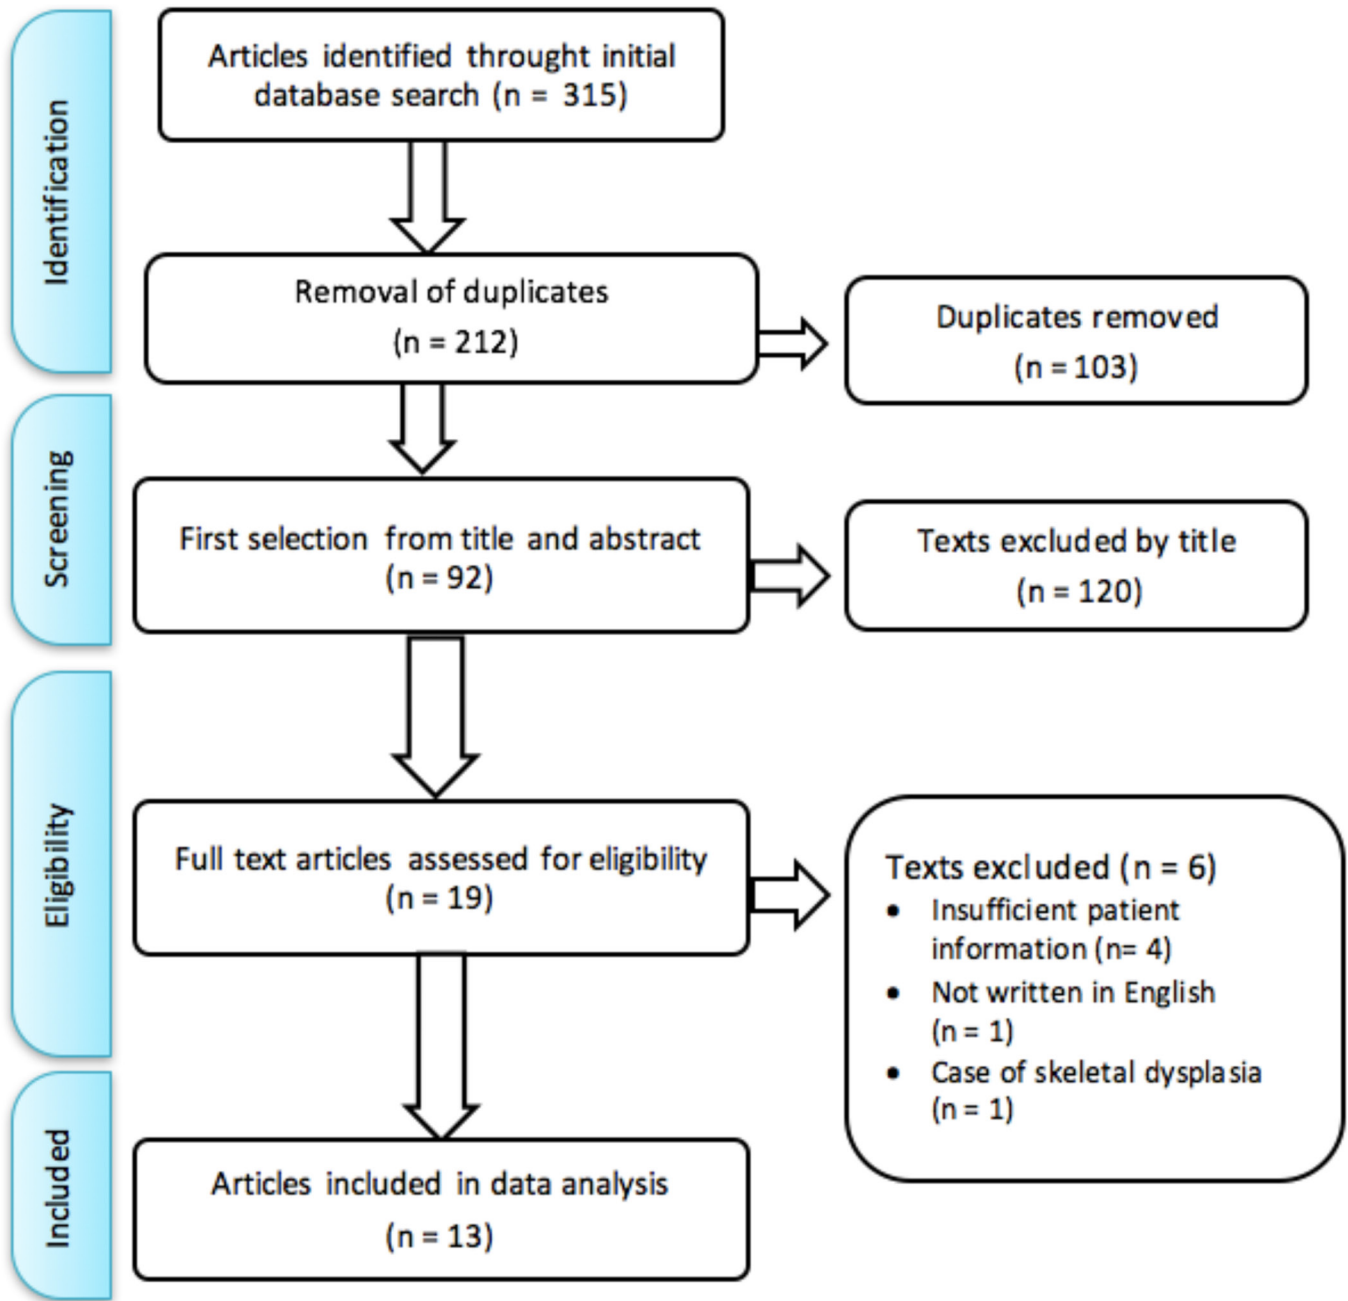 Identification
Articles identified throught initial
database search (n = 315)
Removal of duplicates
(n = 212)
Duplicates removed
(n = 103)
Screening
First selection from title and abstract
(n = 92)
Texts excluded by title
(n = 120)
Eligibility
Full text articles assessed for eligibility
(n = 19)
Texts excluded (n = 6)
• Insufficient patient
information (n= 4)
• Not written in English
(n = 1)
• Case of skeletal dysplasia
(n = 1)
Included
Articles included in data analysis
(n = 13)